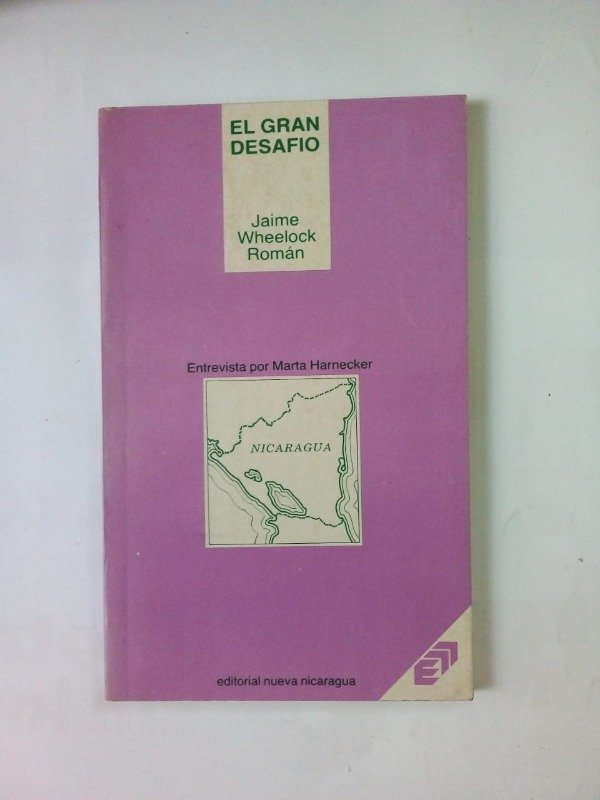 EL GRAN
DESAFIO
Jaime
Wheelock
Román
Entrevista por Marta Harnecker
NICARAGUA
editorial nueva nicaragua
E